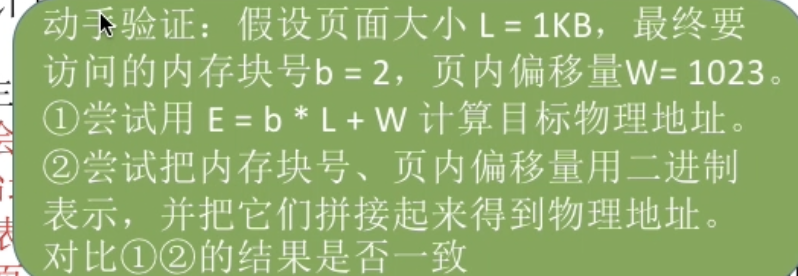 动手验证：假设页面大小 L = 1KB，最终要
访问的内存块号b = 2，页内偏移量W= 1023。
①尝试用 E = b * L + W 计算目标物理地址。
②尝试把内存块号、页内偏移量用二进制
表示，并把它们拼接起来得到物理地址。
对比①②的结果是否一致